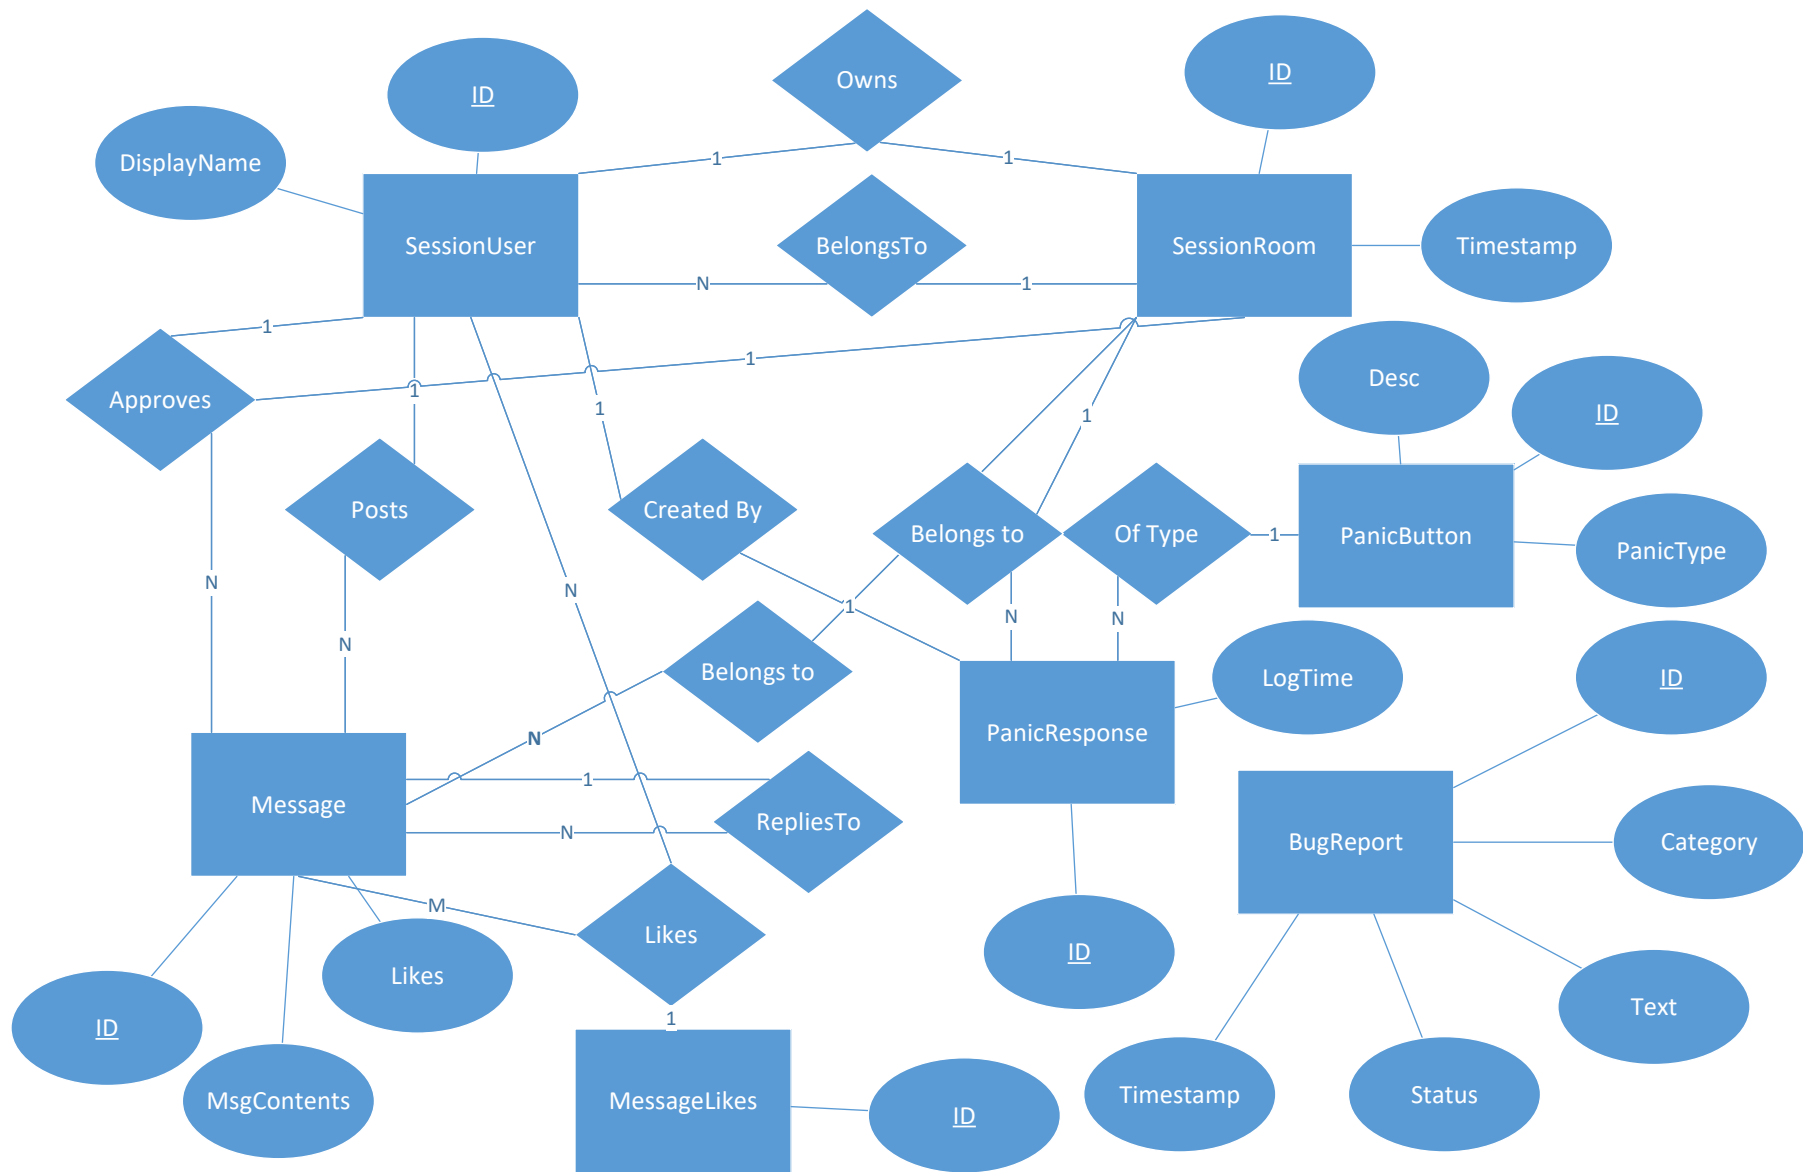 Owns
ID
ID
DisplayName
1
1
SessionUser
BelongsTo
SessionRoom
Timestamp
N
1
1
1
Desc
Approves
1
1
1
ID
Posts
Created By
Belongs to
Of Type
1
PanicButton
PanicType
N
N
1
N
N
N
Belongs to
LogTime
ID
N
PanicResponse
1
Message
N
RepliesTo
BugReport
Category
M
Likes
ID
Likes
Text
ID
1
MsgContents
MessageLikes
ID
Timestamp
Status